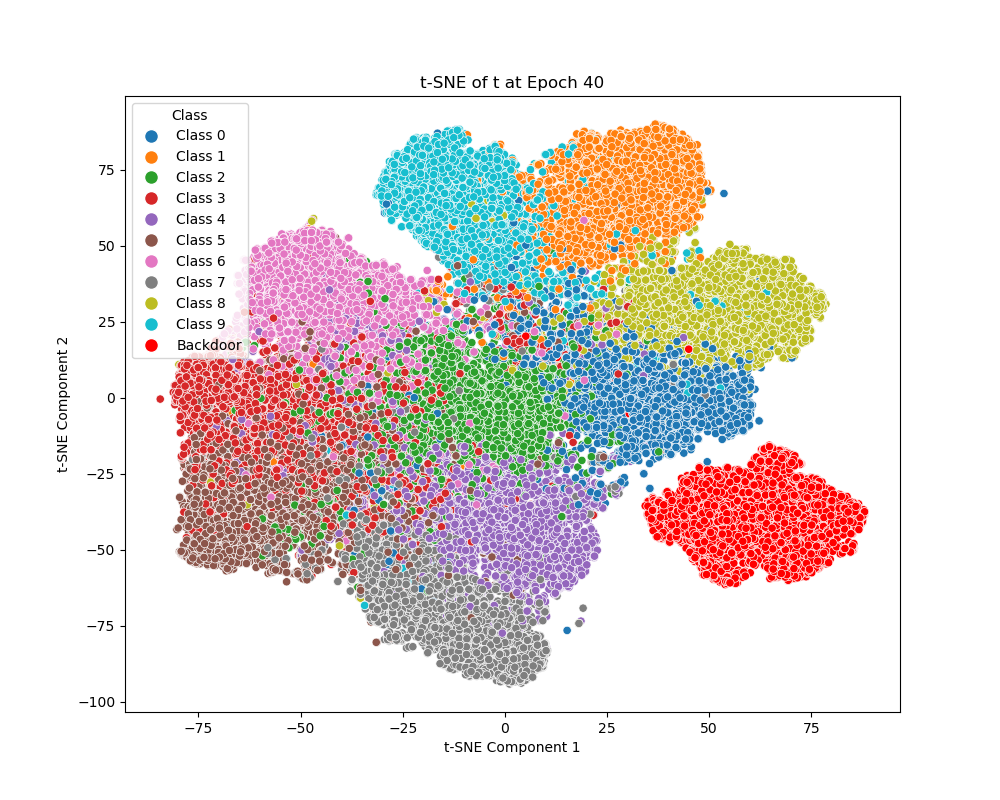 t-SNE of t at Epoch 40
Class
Class 0
Class 1
Class 2
Class 3
Class 4
Class 5
Class 6
Class 7
Class 8
Class 9
Backdoor
75
50
25
0
−25
−50
−75
−100
t-SNE Component 2
−75 −50 −25 0 25 50 75
t-SNE Component 1